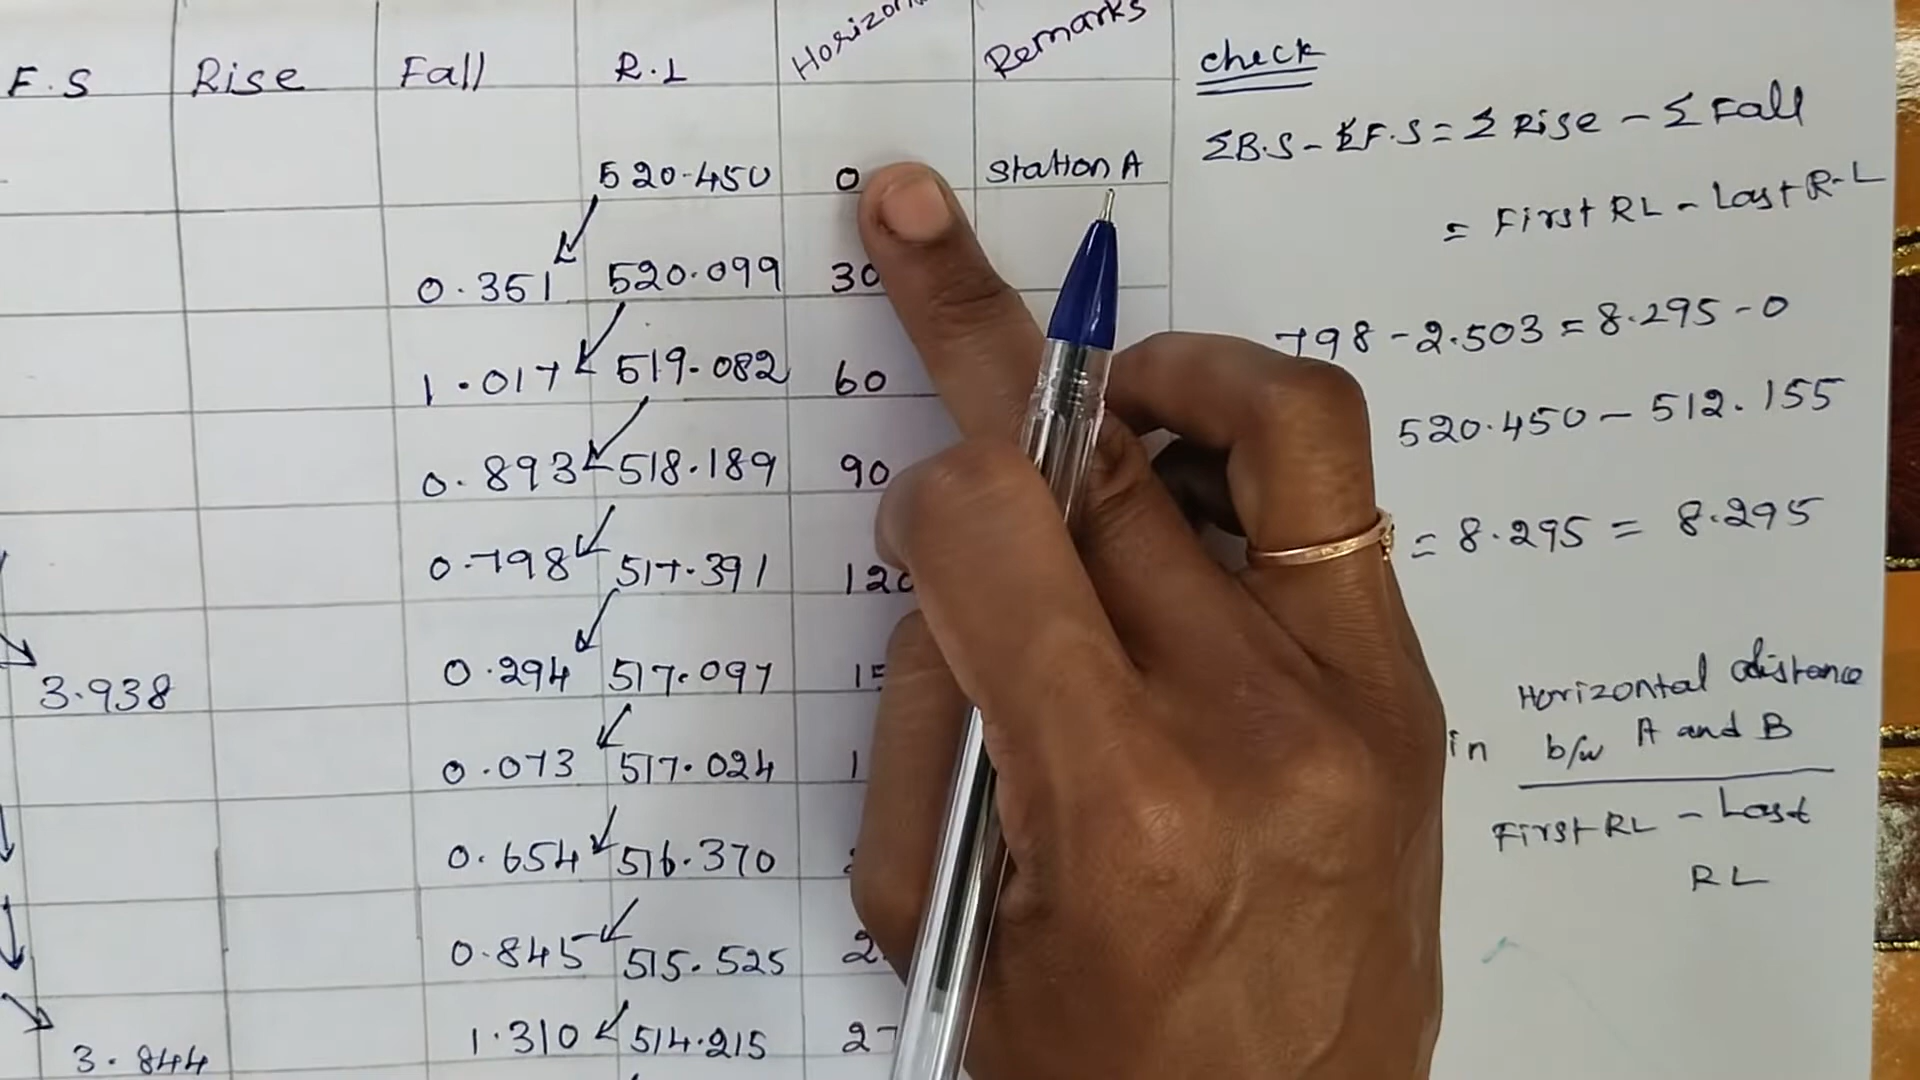 F.S Rise Fall R.L Remarks
520.450 0 Station A
0.351 520.099 30
1.017 519.082 60
0.893 518.189 90
0.798 517.391 120
3.938 0.294 517.097
0.073 517.024
0.654 516.370
0.845 515.525
3.844 1.310 514.215
check
ΣB.S - ΣF.S = Σ Rise - Σ Fall
= First RL - Last R-L
798 - 2.503 = 8.295 - 0
520.450 - 512.155
= 8.295 = 8.295
Horizontal distance
in b/w A and B
First RL - Last
RL